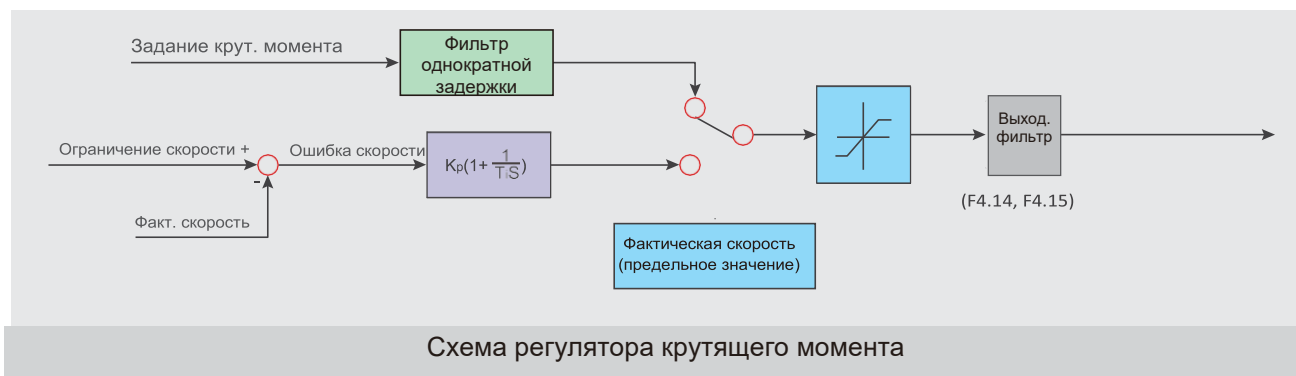 Задание крут. момента
Фильтр
однократной
задержки
Ограничение скорости +
-
Ошибка скорости
Kp(1+ 1/TiS)
Факт. скорость
Выход.
фильтр
(F4.14, F4.15)
Фактическая скорость
(предельное значение)
Схема регулятора крутящего момента